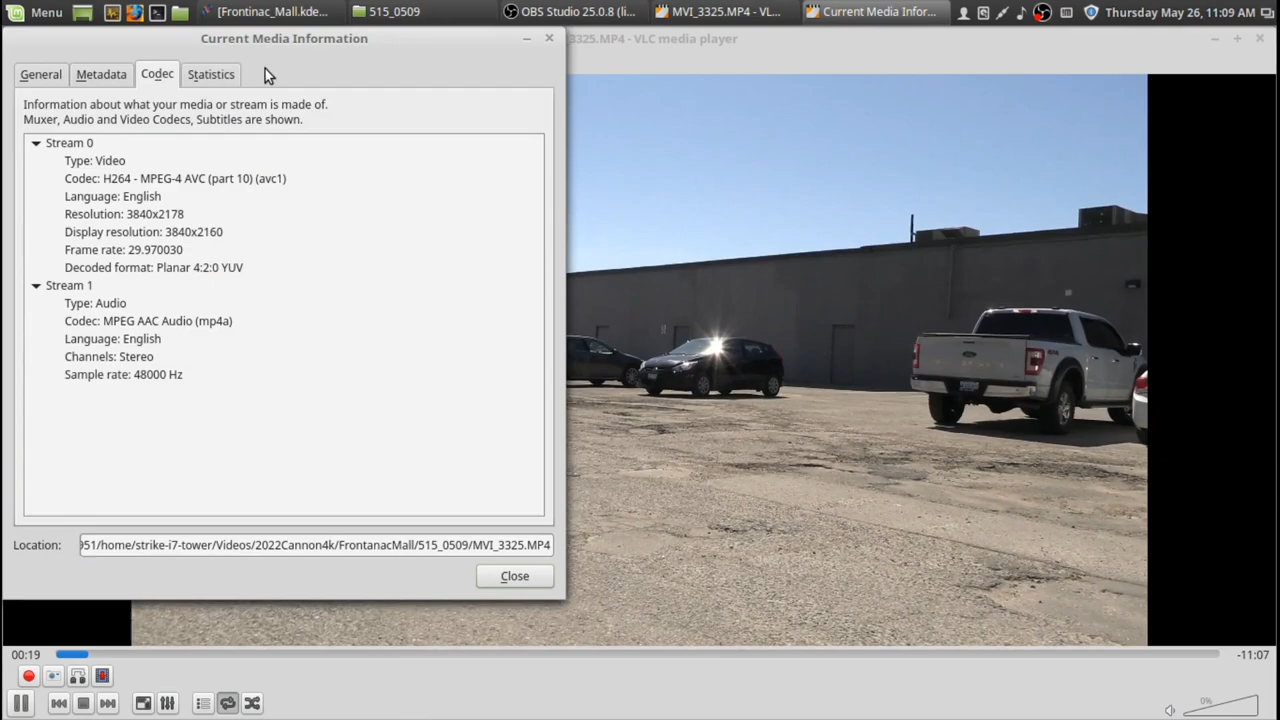 Menu
[Frontinac_Mall.kde...
515_0509
OBS Studio 25.0.8 (li...
MVI_3325.MP4 - VL...
Current Media Infor...
Thursday May 26, 11:09 AM
Current Media Information
3325.MP4 - VLC media player
General
Metadata
Codec
Statistics
Information about what your media or stream is made of.
Muxer, Audio and Video Codecs, Subtitles are shown.
Stream 0
Type: Video
Codec: H264 - MPEG-4 AVC (part 10) (avc1)
Language: English
Resolution: 3840x2178
Display resolution: 3840x2160
Frame rate: 29.970030
Decoded format: Planar 4:2:0 YUV
Stream 1
Type: Audio
Codec: MPEG AAC Audio (mp4a)
Language: English
Channels: Stereo
Sample rate: 48000 Hz
Location:
951/home/strike-i7-tower/Videos/2022Cannon4k/FrontanacMall/515_0509/MVI_3325.MP4
Close
00:19
-11:07
0%